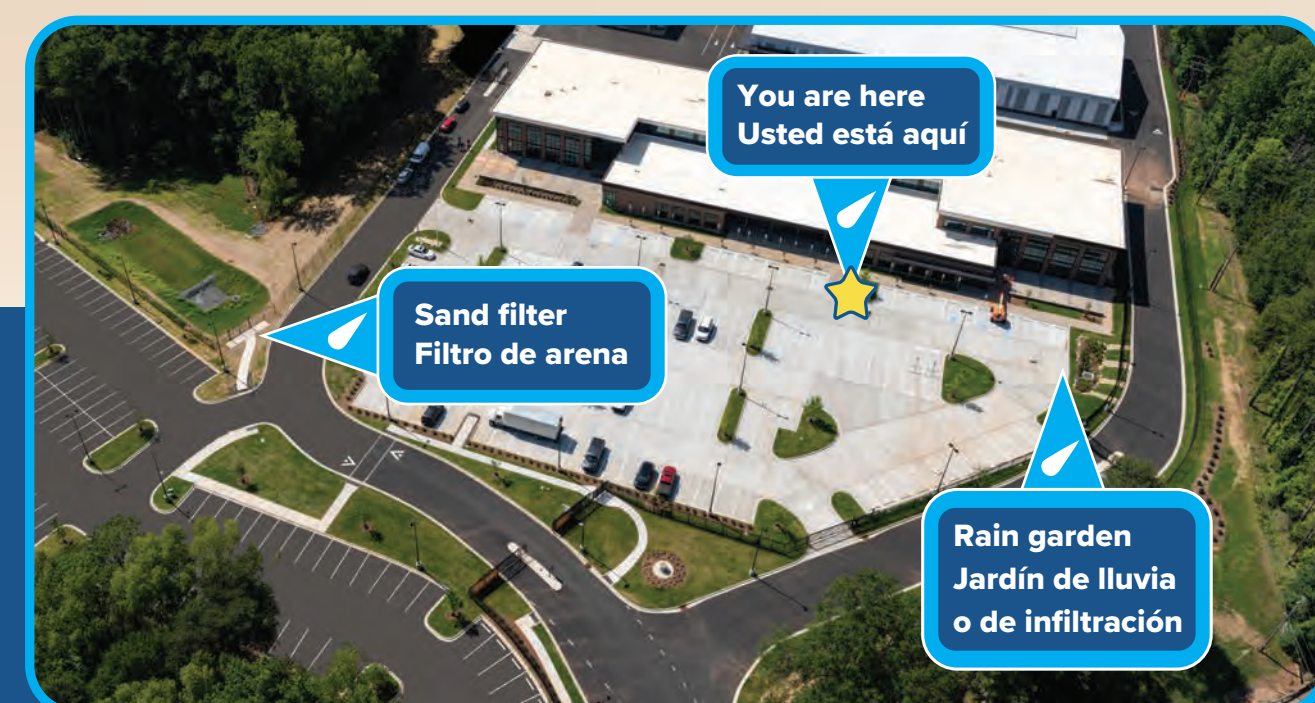 You are here
Usted está aquí
Sand filter
Filtro de arena
Rain garden
Jardín de lluvia
o de infiltración